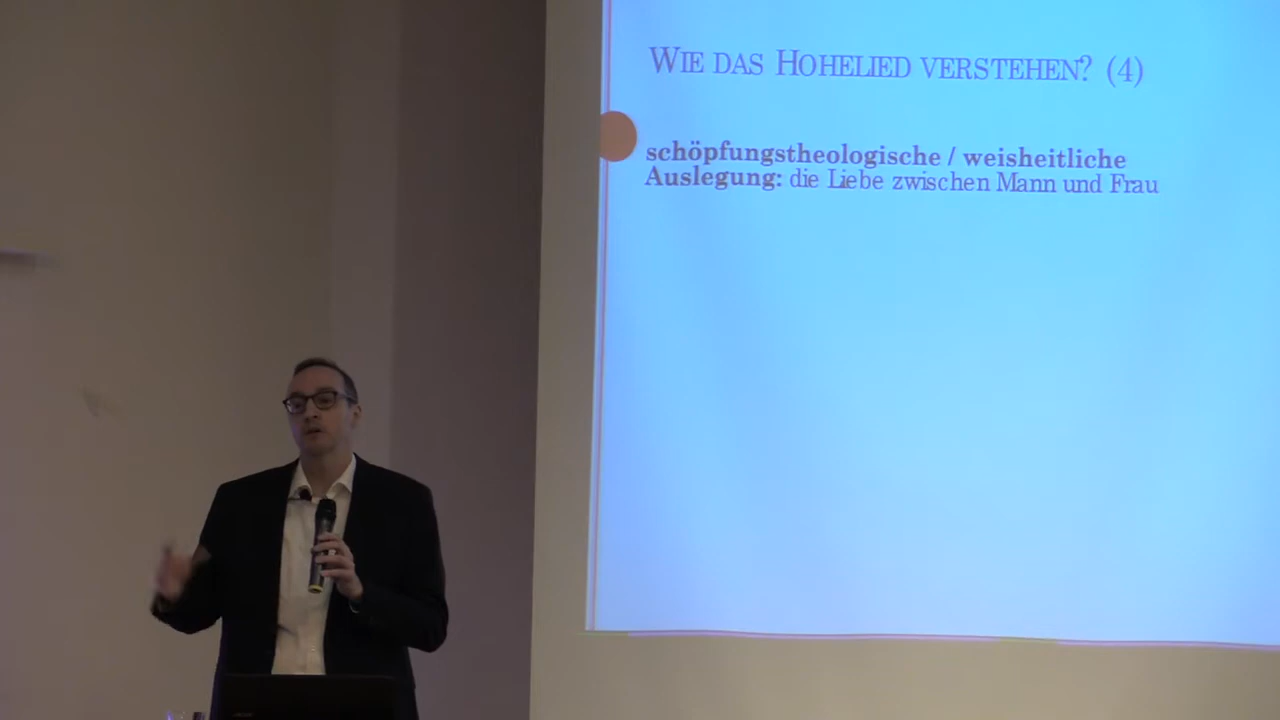 WIE DAS HOHELIED VERSTEHEN? (4)
schöpfungstheologische / weisheitliche
Auslegung: die Liebe zwischen Mann und Frau